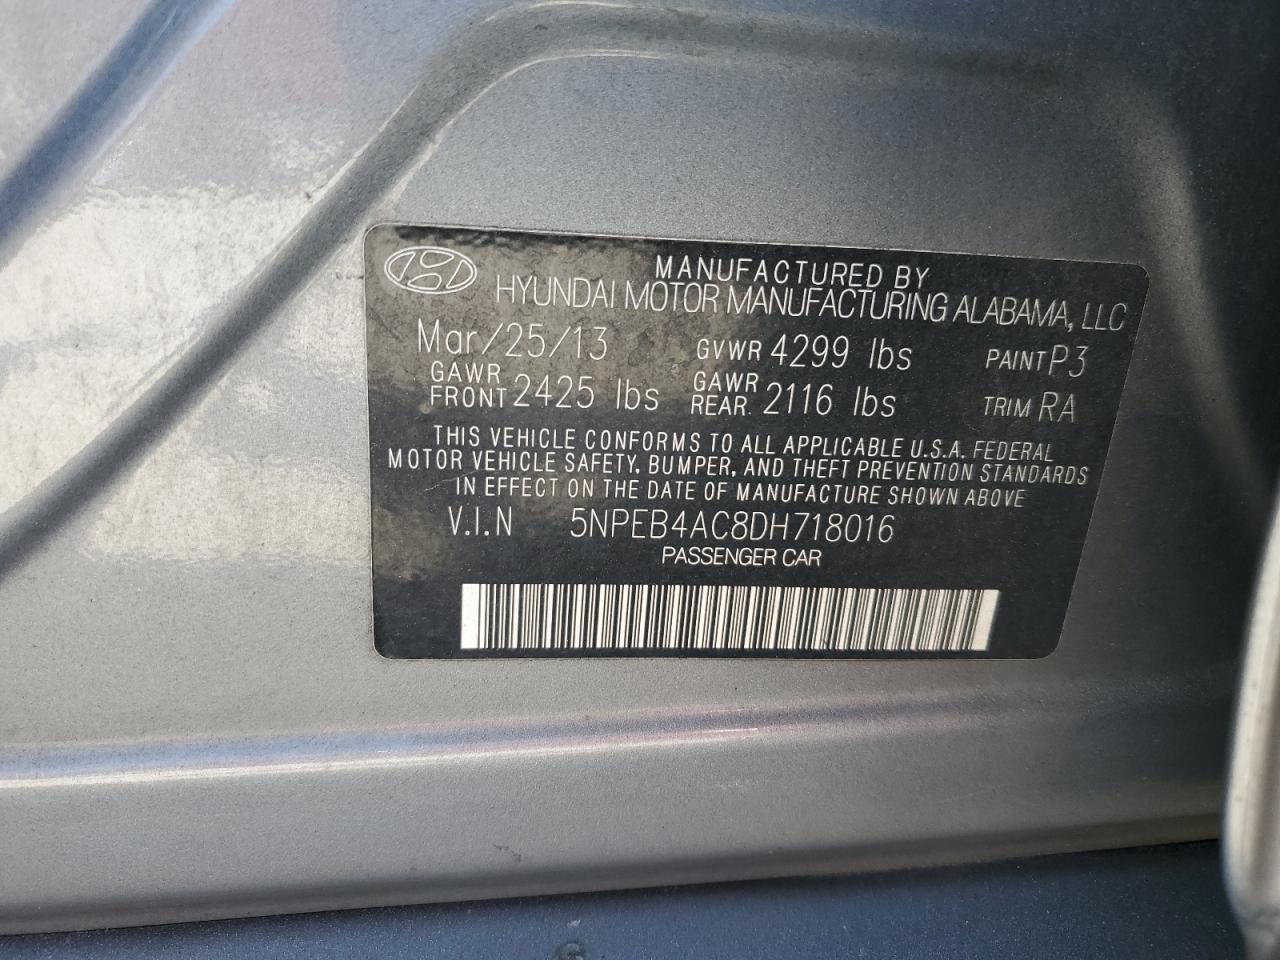 MANUFACTURED BY
HYUNDAI MOTOR MANUFACTURING ALABAMA, LLC
Mar/25/13 GVWR 4299 lbs PAINT P3
GAWR FRONT 2425 lbs GAWR REAR 2116 lbs TRIM RA
THIS VEHICLE CONFORMS TO ALL APPLICABLE U.S.A. FEDERAL
MOTOR VEHICLE SAFETY, BUMPER, AND THEFT PREVENTION STANDARDS
IN EFFECT ON THE DATE OF MANUFACTURE SHOWN ABOVE
V.I.N 5NPEB4AC8DH718016
PASSENGER CAR